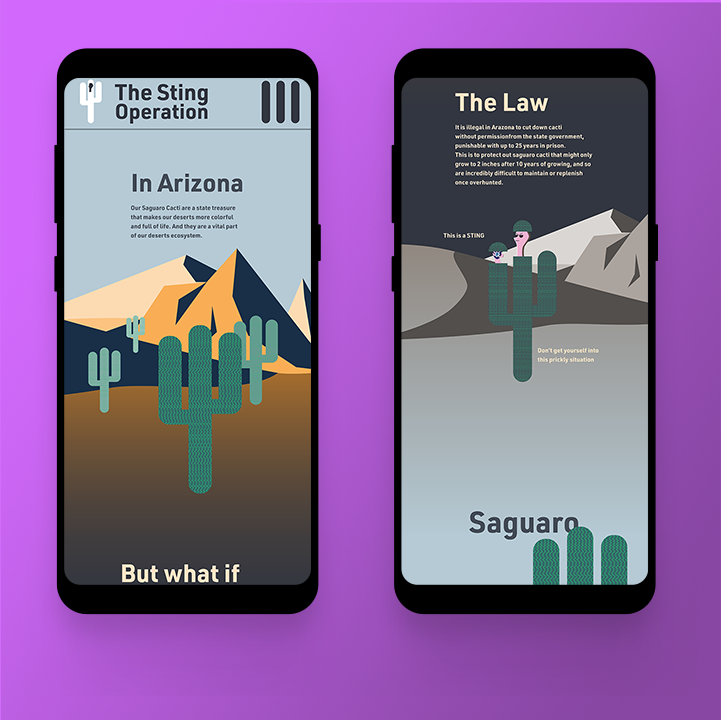 The Sting
Operation
In Arizona
Our Saguaro Cacti are a state treasure
that makes our deserts more colorful
and full of life. And they are a vital part
of our deserts ecosystem.
But what if
The Law
It is illegal in Arazona to cut down cacti
without permissionfrom the state government,
punishable with up to 25 years in prison.
This is to protect out saguaro cacti that might only
grow to 2 inches after 10 years of growing, and so
are incredibly difficult to maintain or replenish
once overhunted.
This is a STING
Don't get yourself into
this prickly situation
Saguaro